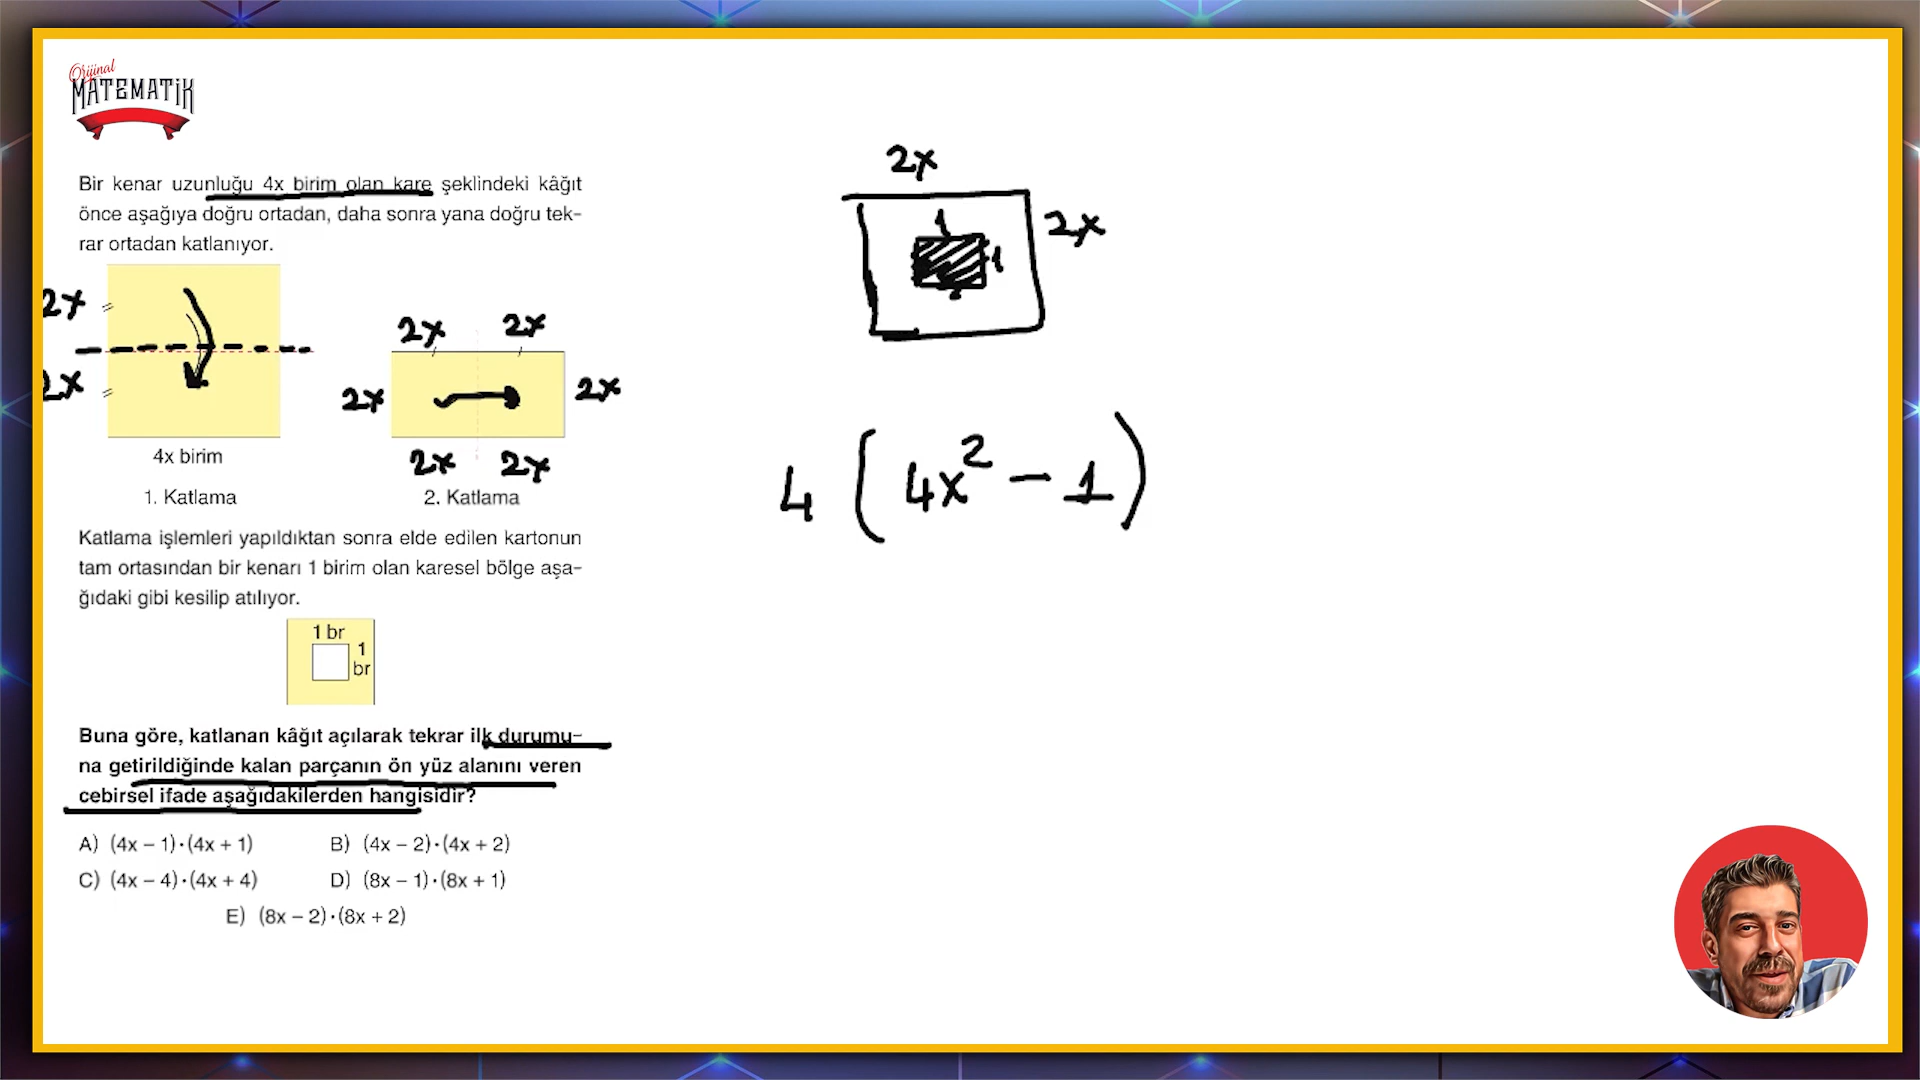 Orijinal
MATEMATİK
Bir kenar uzunluğu 4x birim olan kare şeklindeki kâğıt
önce aşağıya doğru ortadan, daha sonra yana doğru tek-
rar ortadan katlanıyor.
2x
2x
4x birim
1. Katlama
2x 2x
2x 2x
2x 2x
2. Katlama
Katlama işlemleri yapıldıktan sonra elde edilen kartonun
tam ortasından bir kenarı 1 birim olan karesel bölge aşa-
ğıdaki gibi kesilip atılıyor.
1 br
1
br
Buna göre, katlanan kâğıt açılarak tekrar ilk durumu-
na getirildiğinde kalan parçanın ön yüz alanını veren
cebirsel ifade aşağıdakilerden hangisidir?
A) (4x – 1)·(4x + 1) B) (4x – 2)·(4x + 2)
C) (4x – 4)·(4x + 4) D) (8x – 1)·(8x + 1)
E) (8x – 2)·(8x + 2)
2x
2x
1
1
4 (4x² – 1)